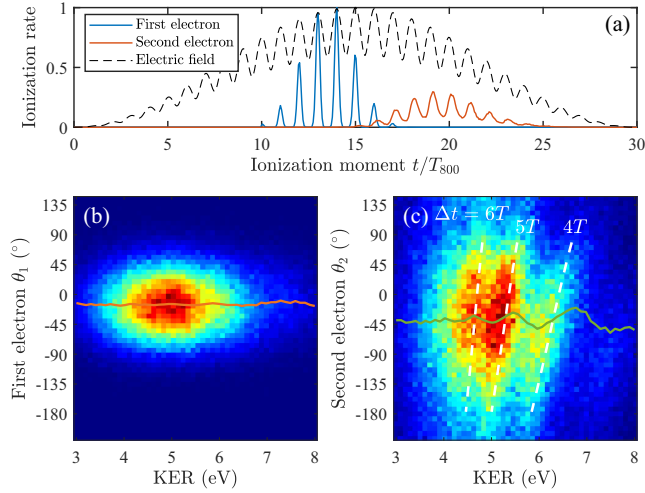 (a)
First electron
Second electron
Electric field
Ionization rate
1
0.5
0
0 5 10 15 20 25 30
Ionization moment t/T₈₀₀
(b)
First electron θ₁ (°)
135
90
45
0
-45
-90
-135
-180
3 4 5 6 7 8
KER (eV)
(c)
Δt = 6T
5T
4T
Second electron θ₂ (°)
135
90
45
0
-45
-90
-135
-180
3 4 5 6 7 8
KER (eV)